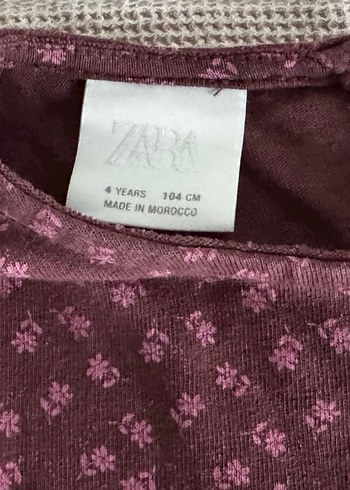 ZARA
4 YEARS 104 CM
MADE IN MOROCCO